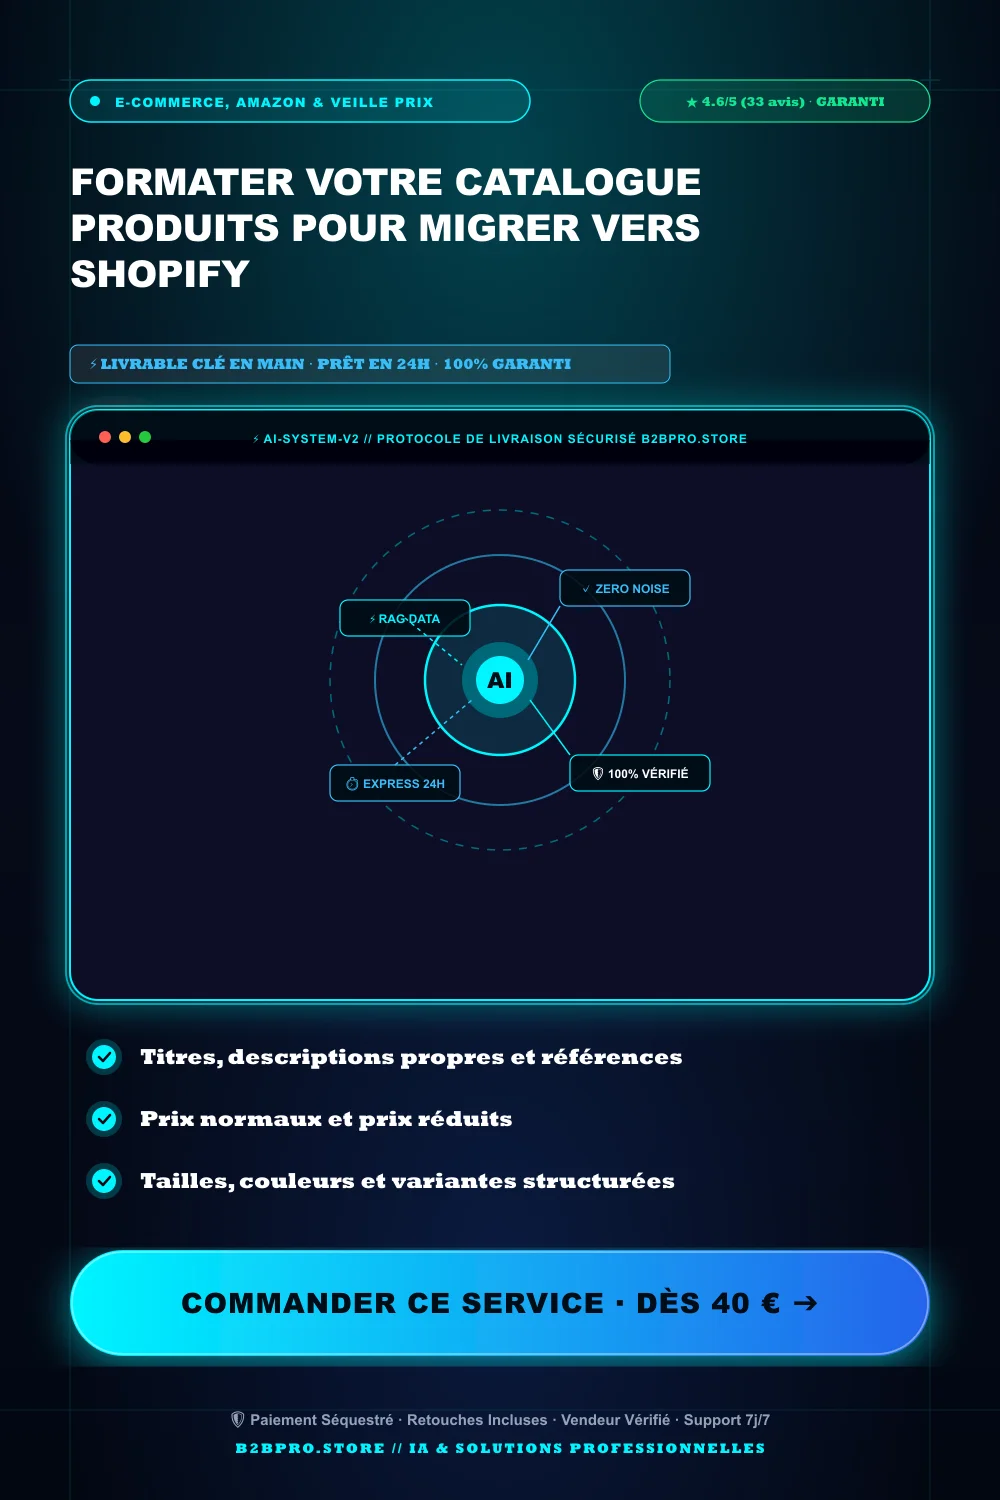 E-COMMERCE, AMAZON & VEILLE PRIX
★ 4.6/5 (33 avis) · GARANTI
FORMATER VOTRE CATALOGUE
PRODUITS POUR MIGRER VERS
SHOPIFY
⚡ LIVRABLE CLÉ EN MAIN · PRÊT EN 24H · 100% GARANTI
⚡ AI-SYSTEM-V2 // PROTOCOLE DE LIVRAISON SÉCURISÉ B2BPRO.STORE
✓ ZERO NOISE
⚡ RAG DATA
AI
🛡 100% VÉRIFIÉ
⏱ EXPRESS 24H
Titres, descriptions propres et références
Prix normaux et prix réduits
Tailles, couleurs et variantes structurées
COMMANDER CE SERVICE · DÈS 40 € ➔
🛡 Paiement Séquestré · Retouches Incluses · Vendeur Vérifié · Support 7j/7
B2BPRO.STORE // IA & SOLUTIONS PROFESSIONNELLES